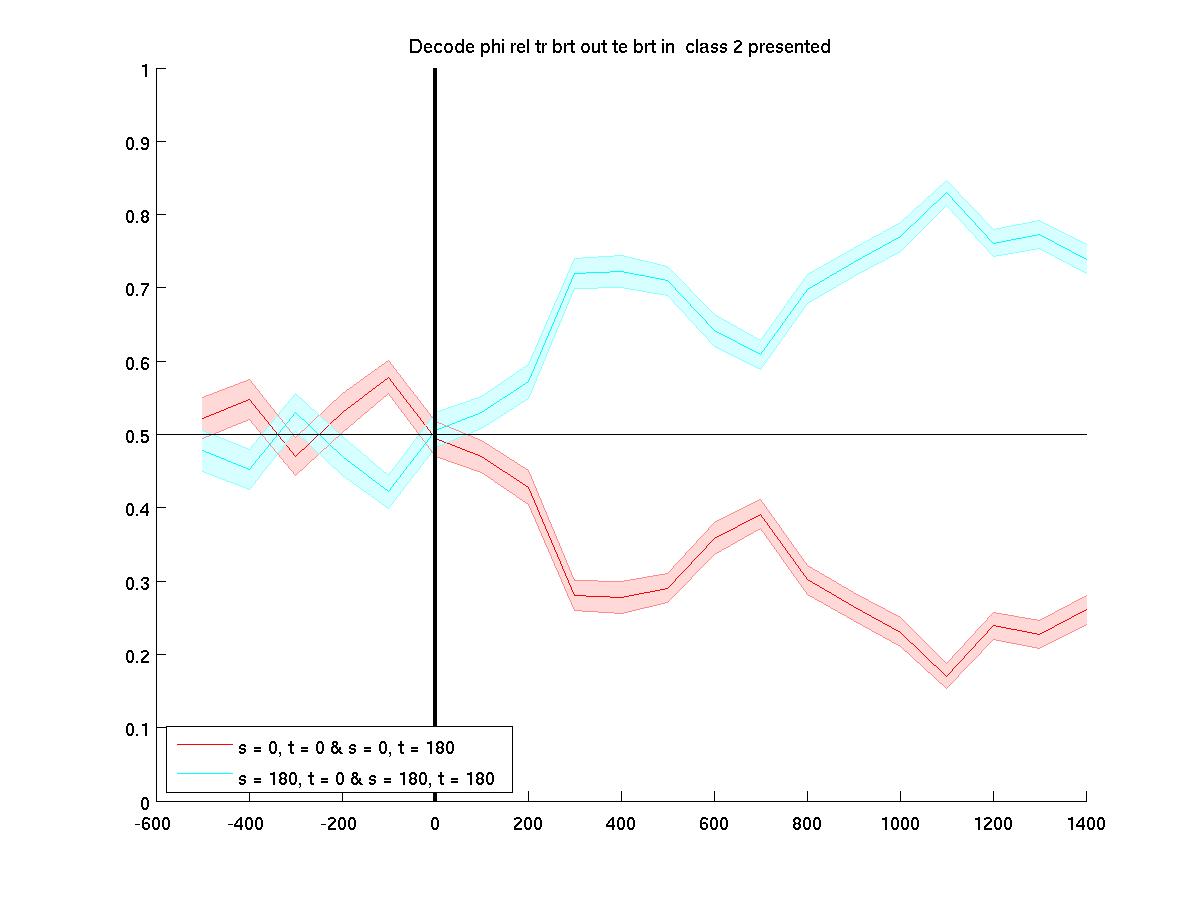 Decode phi rel tr brt out te brt in  class 2 presented
1
0.9
0.8
0.7
0.6
0.5
0.4
0.3
0.2
0.1
0
s = 0, t = 0 & s = 0, t = 180
s = 180, t = 0 & s = 180, t = 180
-600 -400 -200 0 200 400 600 800 1000 1200 1400